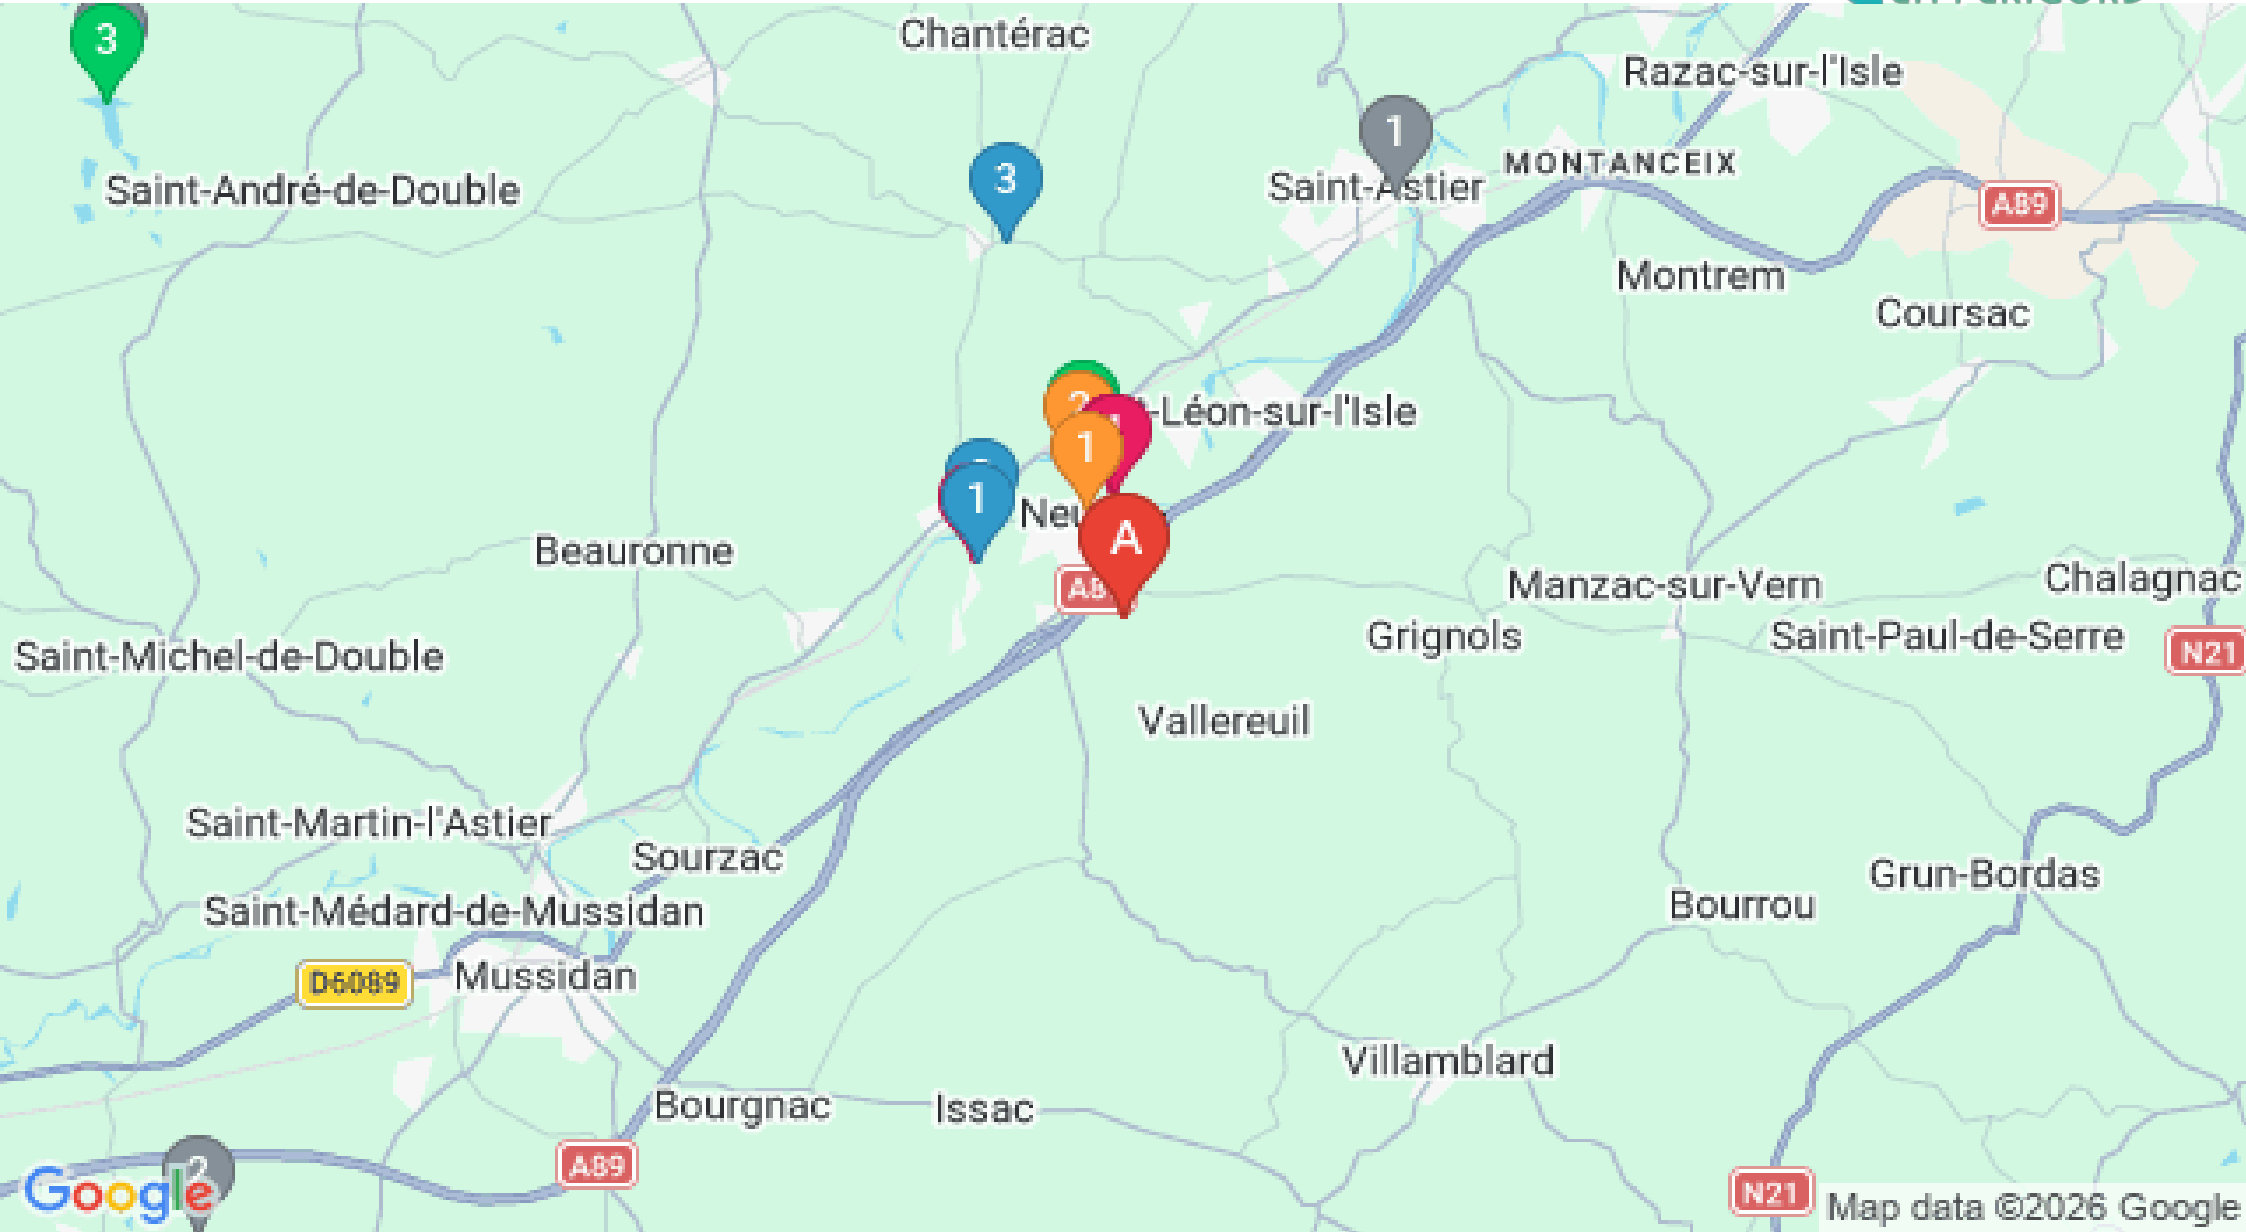 3
Chantérac
Razac-sur-l'Isle
1
MONTANCEIX
3
Saint-Astier
Saint-André-de-Double
A89
Montrem
Coursac
2
-Léon-sur-l'Isle
1
1
Neu
A
Beauronne
A8
Manzac-sur-Vern
Chalagnac
Grignols
Saint-Paul-de-Serre
N21
Saint-Michel-de-Double
Vallereuil
Saint-Martin-l'Astier
Sourzac
Grun-Bordas
Saint-Médard-de-Mussidan
Bourrou
Mussidan
D6089
Villamblard
Bourgnac
Issac
A89
2
Google
N21
Map data ©2026 Google